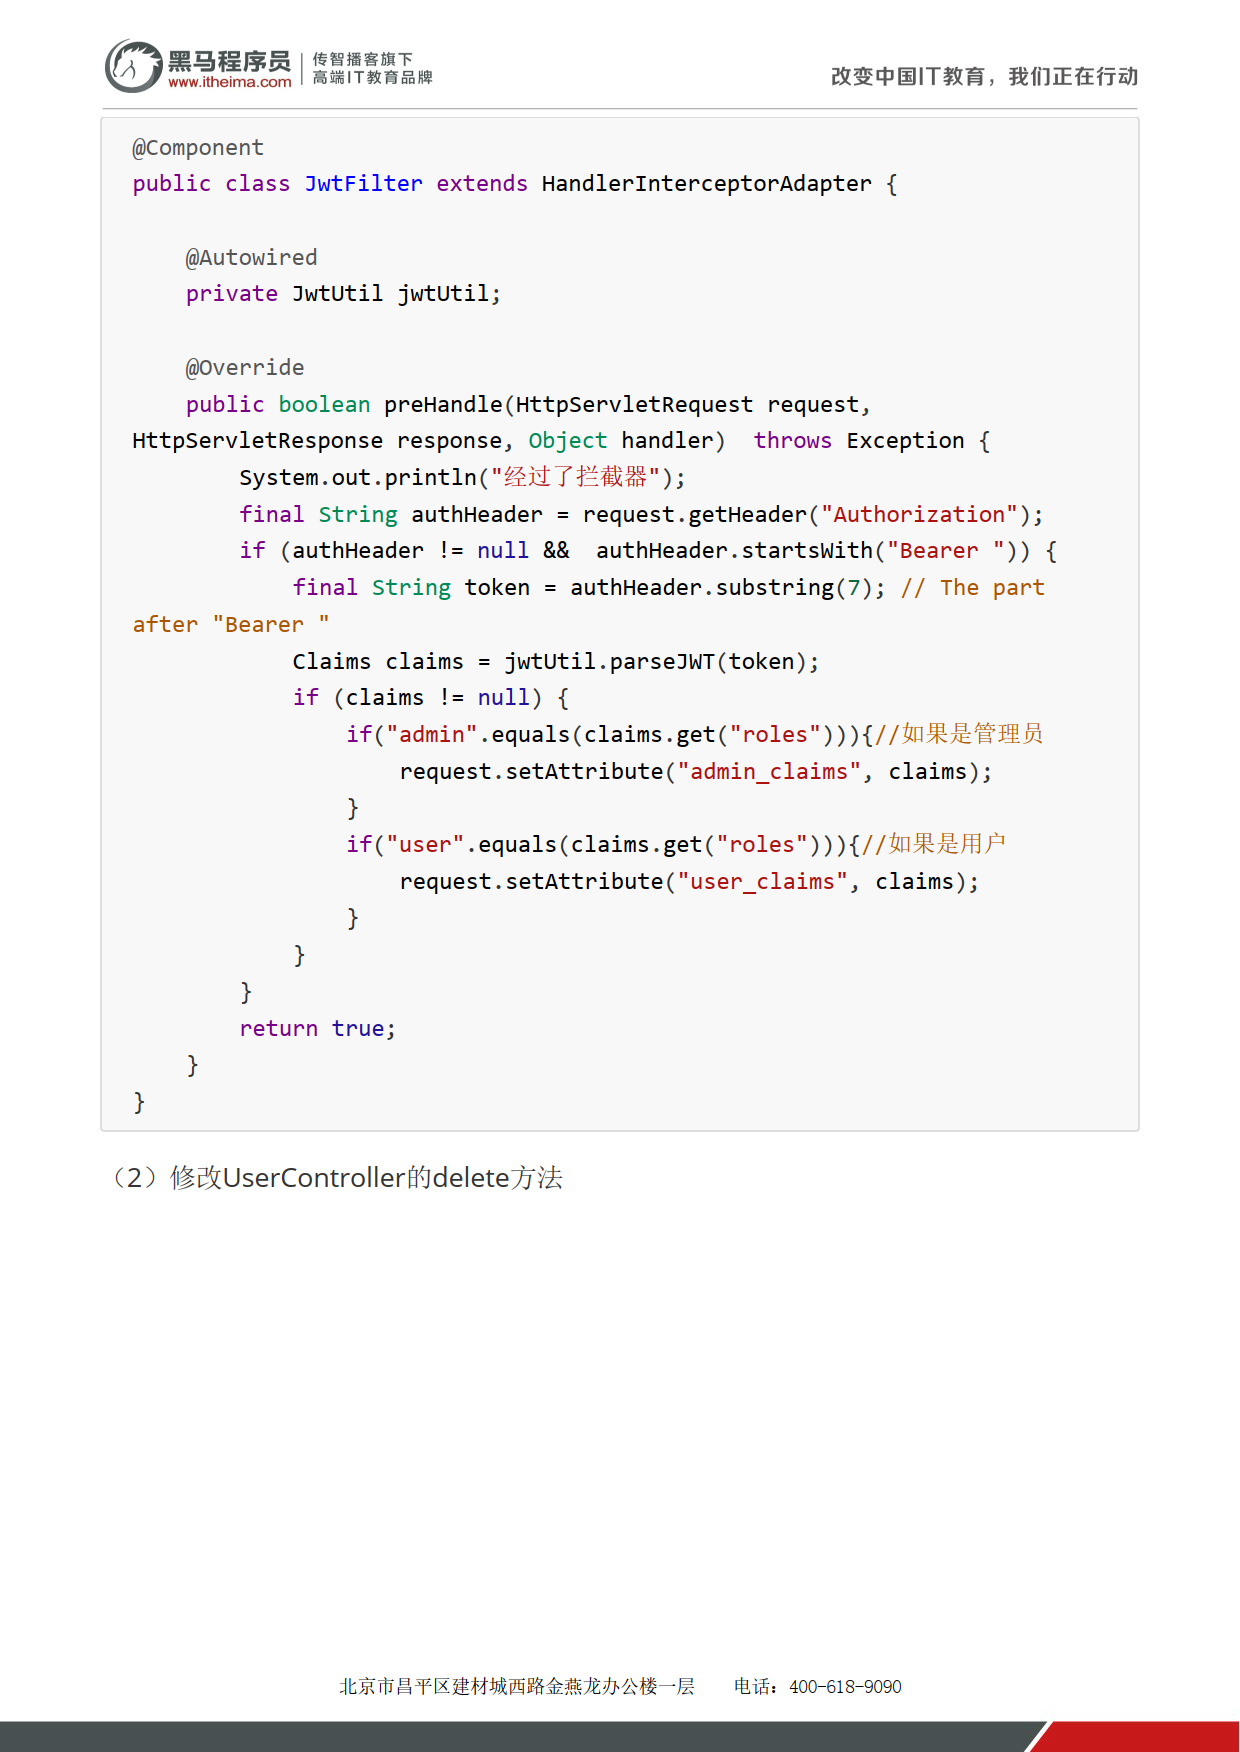 黑马程序员
www.itheima.com
传智播客旗下
高端IT教育品牌
改变中国IT教育，我们正在行动
@Component
public class JwtFilter extends HandlerInterceptorAdapter {
    @Autowired
    private JwtUtil jwtUtil;
    @Override
    public boolean preHandle(HttpServletRequest request,
HttpServletResponse response, Object handler)  throws Exception {
        System.out.println("经过了拦截器");
        final String authHeader = request.getHeader("Authorization");
        if (authHeader != null &&  authHeader.startsWith("Bearer ")) {
            final String token = authHeader.substring(7); // The part
after "Bearer "
            Claims claims = jwtUtil.parseJWT(token);
            if (claims != null) {
                if("admin".equals(claims.get("roles"))){//如果是管理员
                    request.setAttribute("admin_claims", claims);
                }
                if("user".equals(claims.get("roles"))){//如果是用户
                    request.setAttribute("user_claims", claims);
                }
            }
        }
        return true;
    }
}
（2）修改UserController的delete方法
北京市昌平区建材城西路金燕龙办公楼一层    电话：400-618-9090